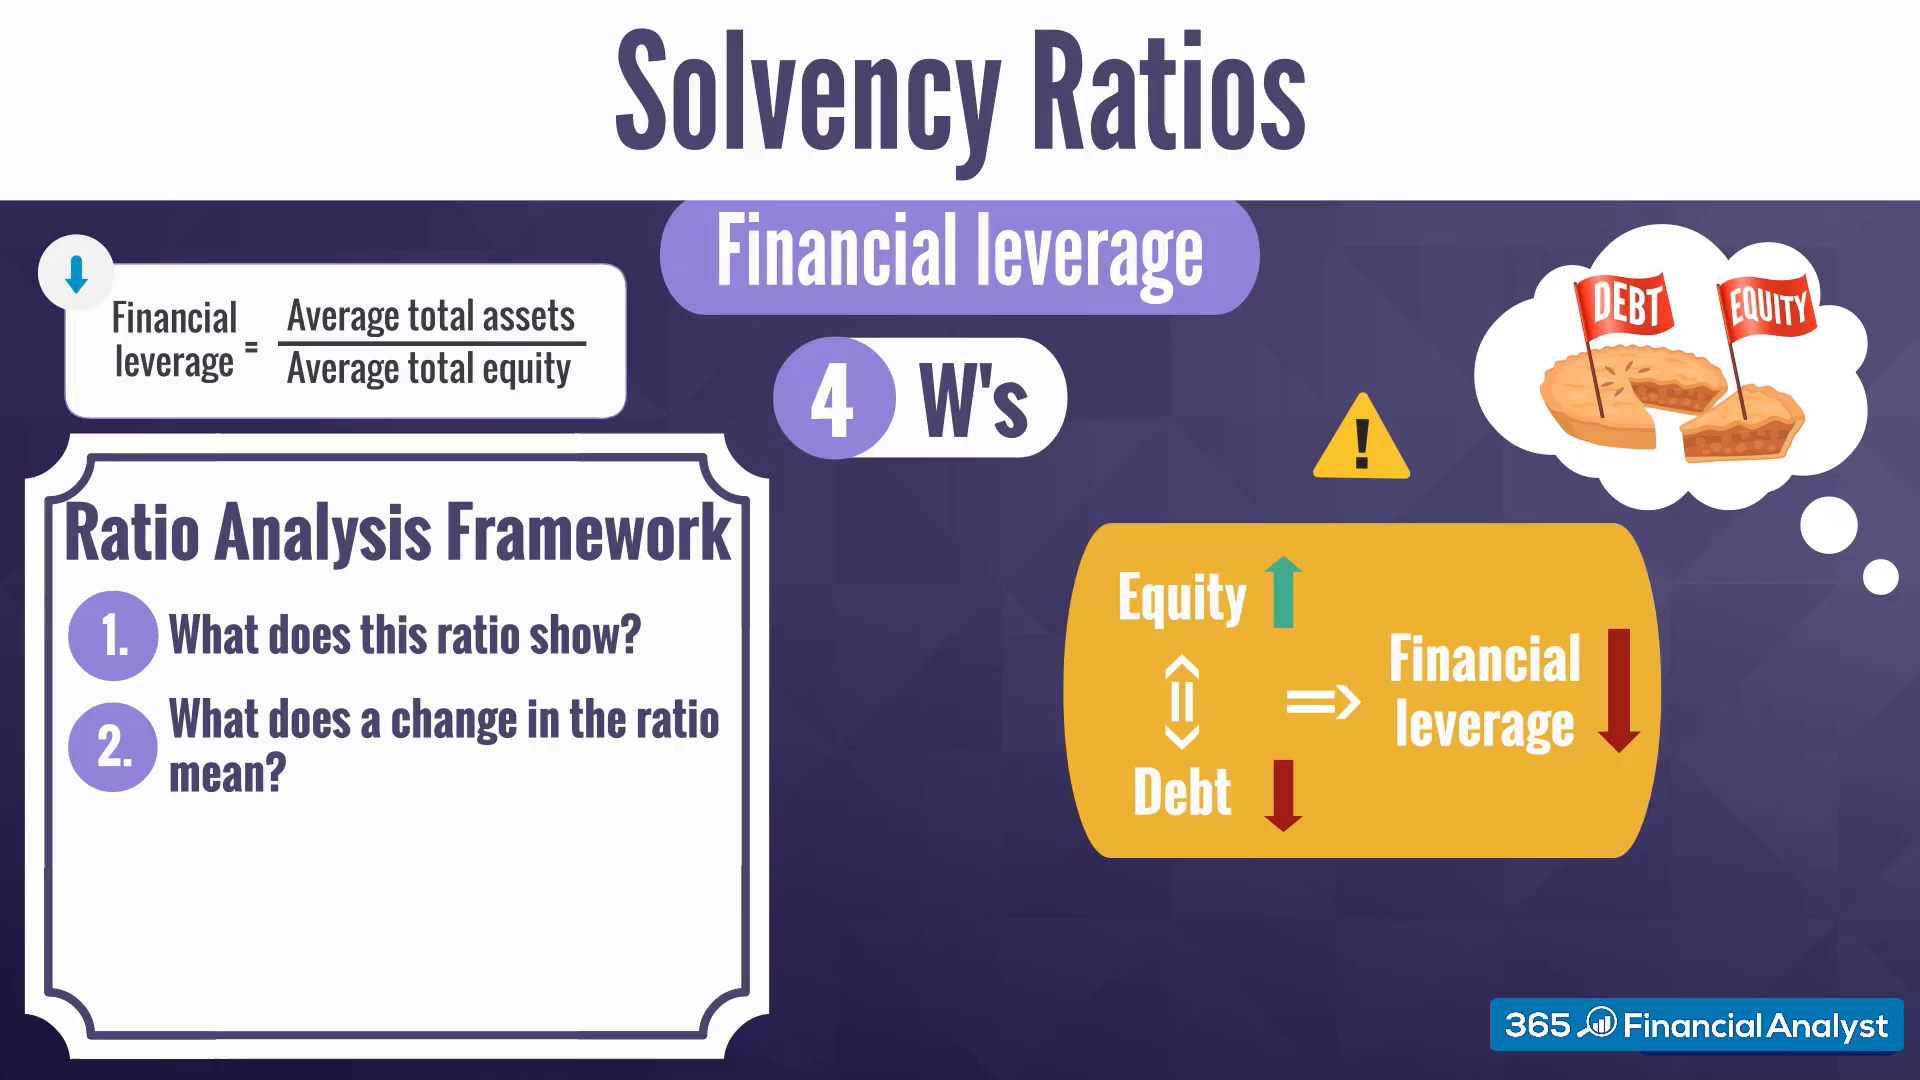 Solvency Ratios
Financial leverage
Financial
leverage
=
Average total assets
Average total equity
4 W's
DEBT
EQUITY
!
Ratio Analysis Framework
1. What does this ratio show?
2. What does a change in the ratio
mean?
Equity
Debt
Financial
leverage
365 Financial Analyst